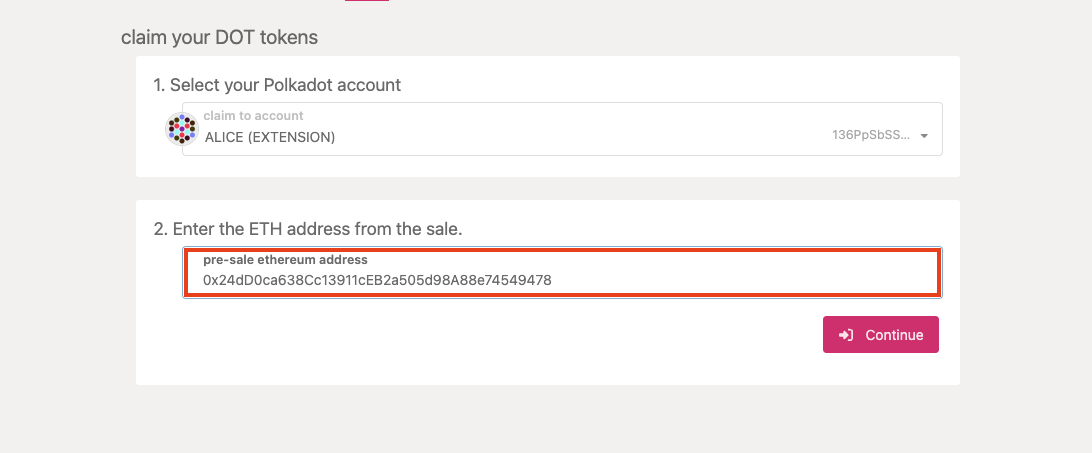 claim your DOT tokens
1. Select your Polkadot account
claim to account
ALICE (EXTENSION)
136PpSbSS...
2. Enter the ETH address from the sale.
pre-sale ethereum address
0x24dD0ca638Cc13911cEB2a505d98A88e74549478
Continue